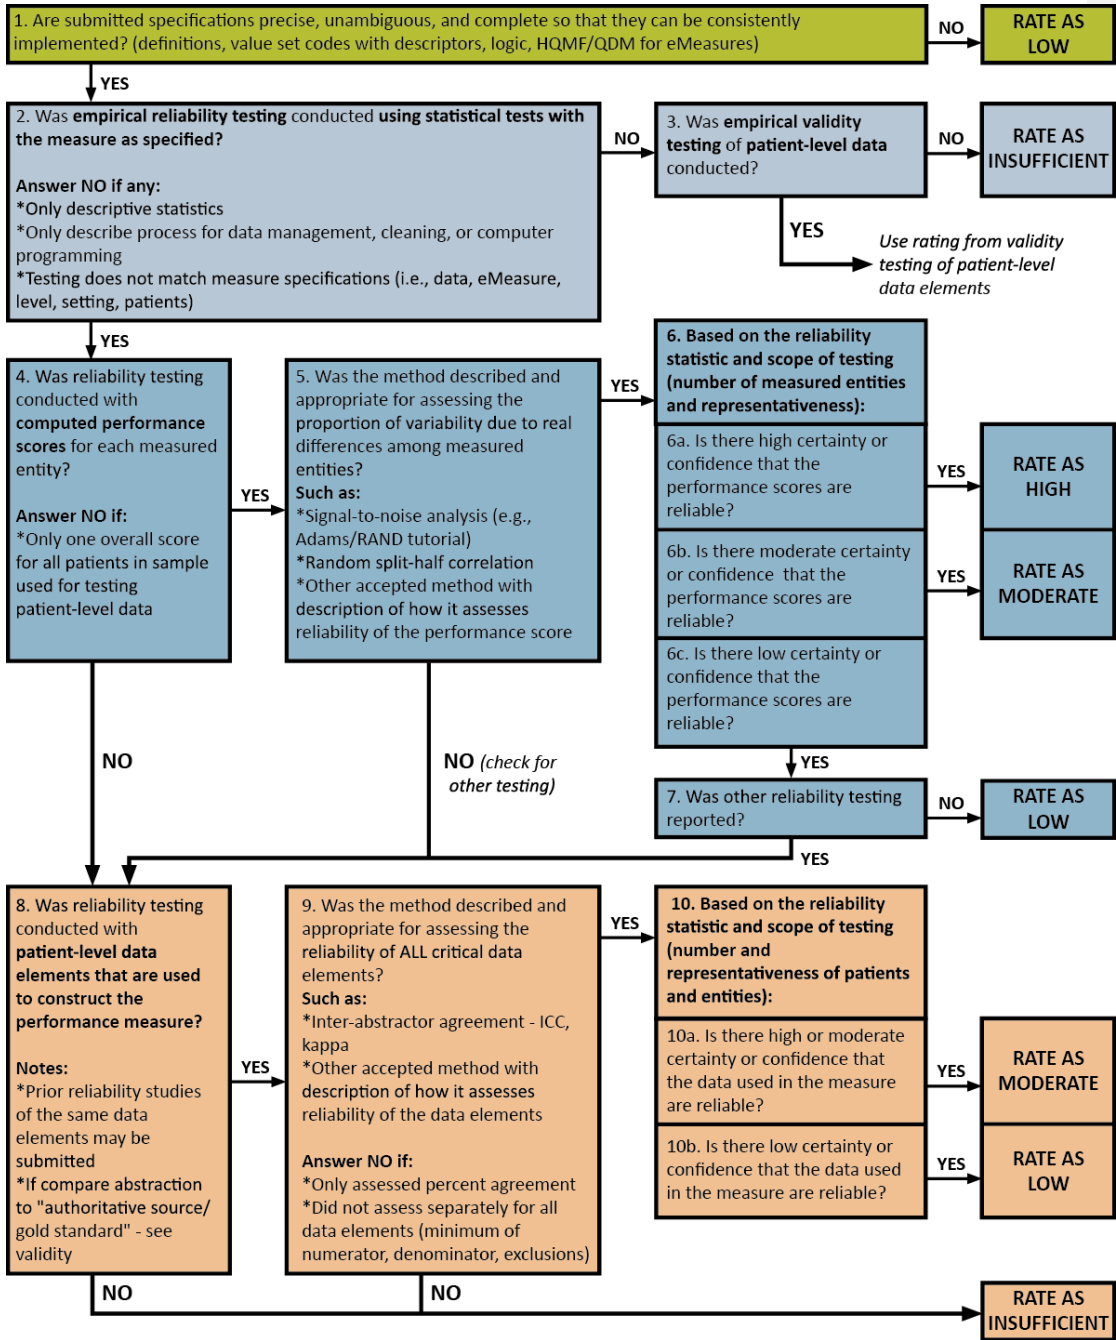 1. Are submitted specifications precise, unambiguous, and complete so that they can be consistently
implemented? (definitions, value set codes with descriptors, logic, HQMF/QDM for eMeasures)
NO
RATE AS
LOW
YES
2. Was empirical reliability testing conducted using statistical tests with
the measure as specified?
Answer NO if any:
*Only descriptive statistics
*Only describe process for data management, cleaning, or computer
programming
*Testing does not match measure specifications (i.e., data, eMeasure,
level, setting, patients)
NO
3. Was empirical validity
testing of patient-level data
conducted?
NO
RATE AS
INSUFFICIENT
YES
Use rating from validity
testing of patient-level
data elements
YES
4. Was reliability testing
conducted with
computed performance
scores for each measured
entity?
Answer NO if:
*Only one overall score
for all patients in sample
used for testing
patient-level data
YES
5. Was the method described and
appropriate for assessing the
proportion of variability due to real
differences among measured
entities?
Such as:
*Signal-to-noise analysis (e.g.,
Adams/RAND tutorial)
*Random split-half correlation
*Other accepted method with
description of how it assesses
reliability of the performance score
YES
6. Based on the reliability
statistic and scope of testing
(number of measured entities
and representativeness):
6a. Is there high certainty or
confidence that the
performance scores are
reliable?
YES
RATE AS
HIGH
6b. Is there moderate certainty
or confidence that the
performance scores are
reliable?
YES
RATE AS
MODERATE
6c. Is there low certainty or
confidence that the
performance scores are
reliable?
YES
NO
NO (check for
other testing)
7. Was other reliability testing
reported?
NO
RATE AS
LOW
YES
8. Was reliability testing
conducted with
patient-level data
elements that are used
to construct the
performance measure?
Notes:
*Prior reliability studies
of the same data
elements may be
submitted
*If compare abstraction
to "authoritative source/
gold standard" - see
validity
YES
9. Was the method described and
appropriate for assessing the
reliability of ALL critical data
elements?
Such as:
*Inter-abstractor agreement - ICC,
kappa
*Other accepted method with
description of how it assesses
reliability of the data elements
Answer NO if:
*Only assessed percent agreement
*Did not assess separately for all
data elements (minimum of
numerator, denominator, exclusions)
YES
10. Based on the reliability
statistic and scope of testing
(number and
representativeness of patients
and entities):
10a. Is there high or moderate
certainty or confidence that
the data used in the measure
are reliable?
YES
RATE AS
MODERATE
10b. Is there low certainty or
confidence that the data used
in the measure are reliable?
YES
RATE AS
LOW
NO
NO
RATE AS
INSUFFICIENT